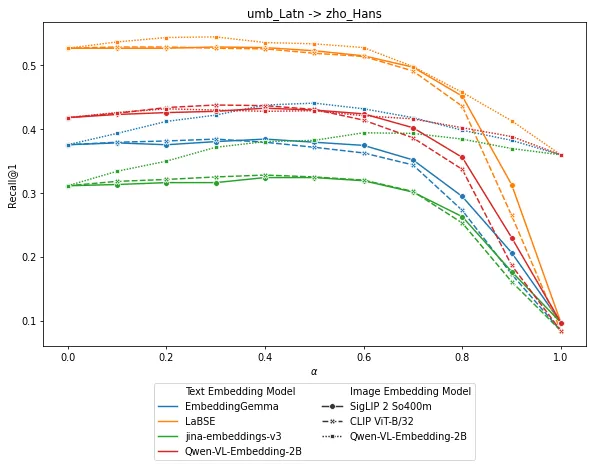 umb_Latn -> zho_Hans
Recall@1
0.5
0.4
0.3
0.2
0.1
0.0
0.2
0.4
0.6
0.8
1.0
α
Text Embedding Model
EmbeddingGemma
LaBSE
jina-embeddings-v3
Qwen-VL-Embedding-2B
Image Embedding Model
SigLIP 2 So400m
CLIP ViT-B/32
Qwen-VL-Embedding-2B